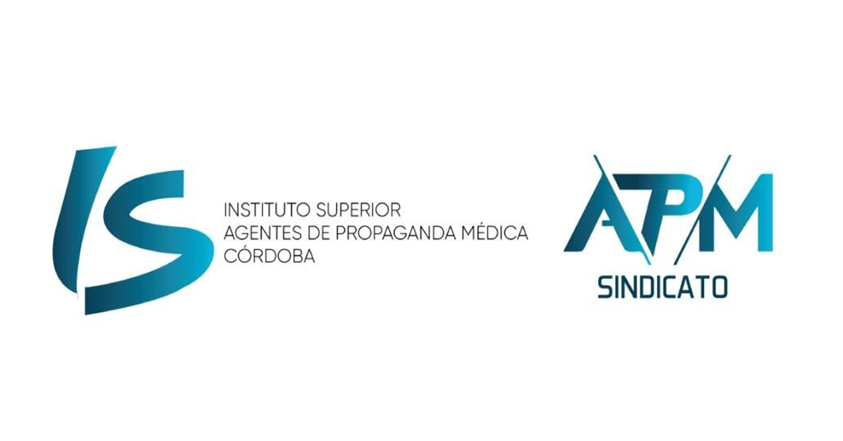 IS
INSTITUTO SUPERIOR
AGENTES DE PROPAGANDA MÉDICA
CÓRDOBA
APM
SINDICATO